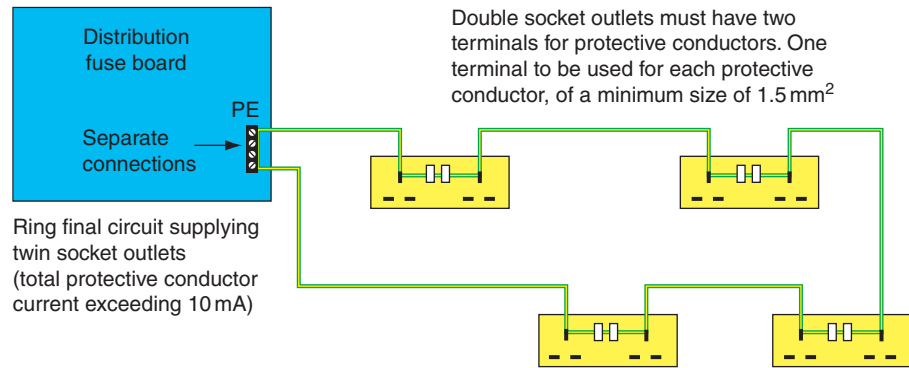 Distribution
fuse board
PE
Separate
connections
Double socket outlets must have two
terminals for protective conductors. One
terminal to be used for each protective
conductor, of a minimum size of 1.5 mm²
Ring final circuit supplying
twin socket outlets
(total protective conductor
current exceeding 10 mA)